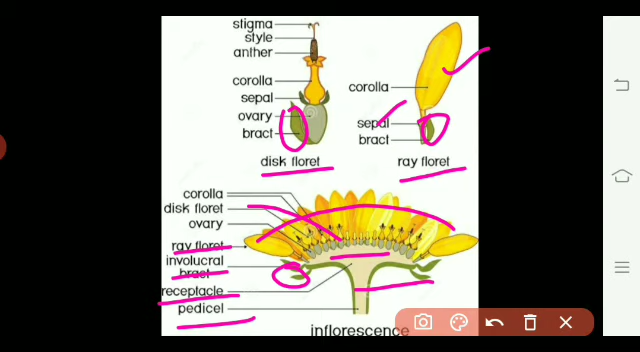 stigma
style
anther
corolla
sepal
ovary
bract
disk floret
corolla
sepal
bract
ray floret
corolla
disk floret
ovary
ray floret
involucral
bract
receptacle
pedicel
inflorescence